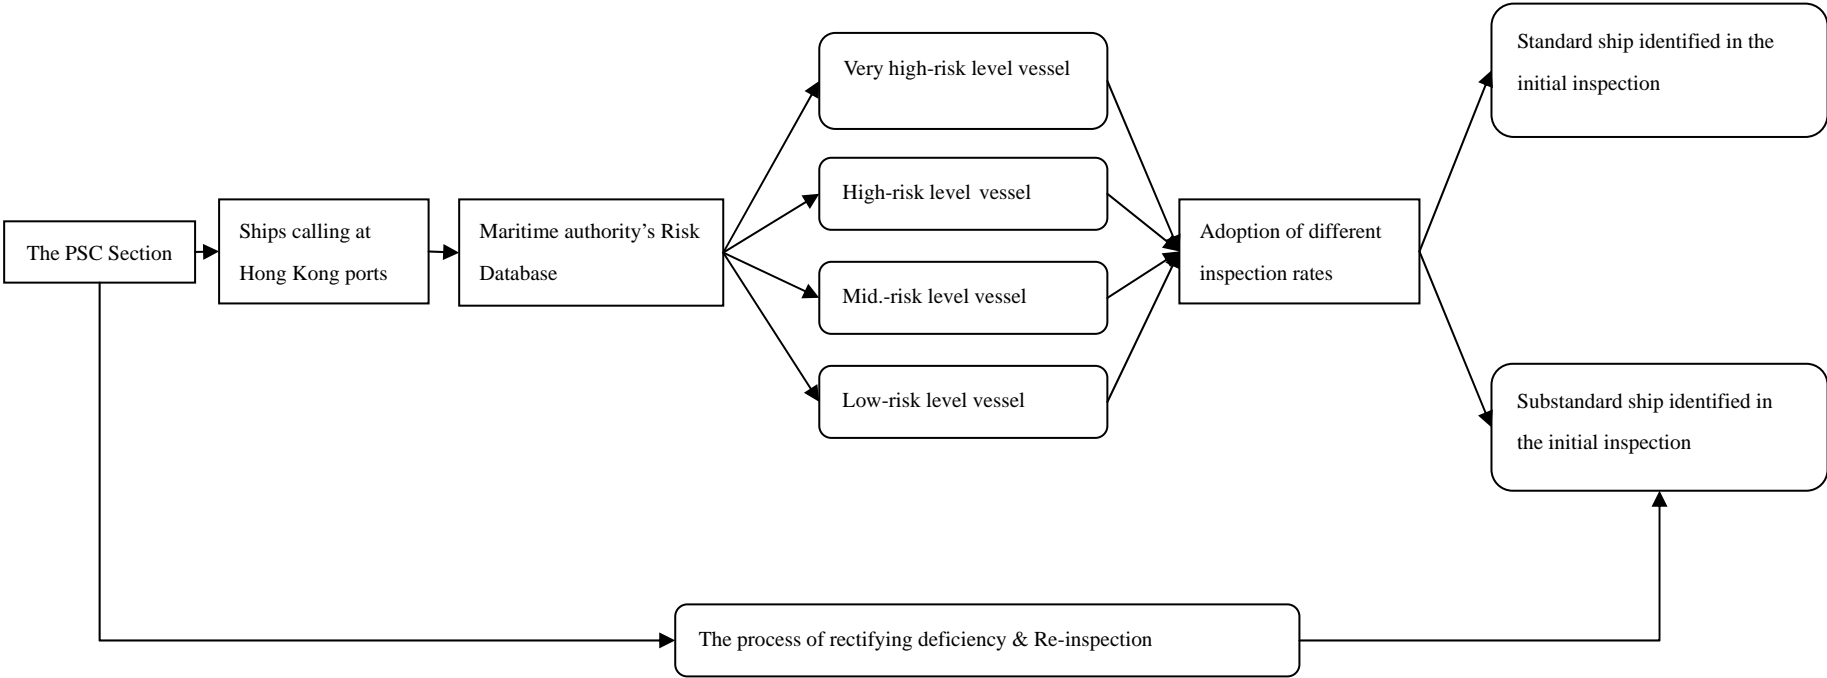 The PSC Section
Ships calling at
Hong Kong ports
Maritime authority's Risk
Database
Very high-risk level vessel
High-risk level vessel
Mid.-risk level vessel
Low-risk level vessel
Adoption of different
inspection rates
Standard ship identified in the
initial inspection
Substandard ship identified in
the initial inspection
The process of rectifying deficiency & Re-inspection